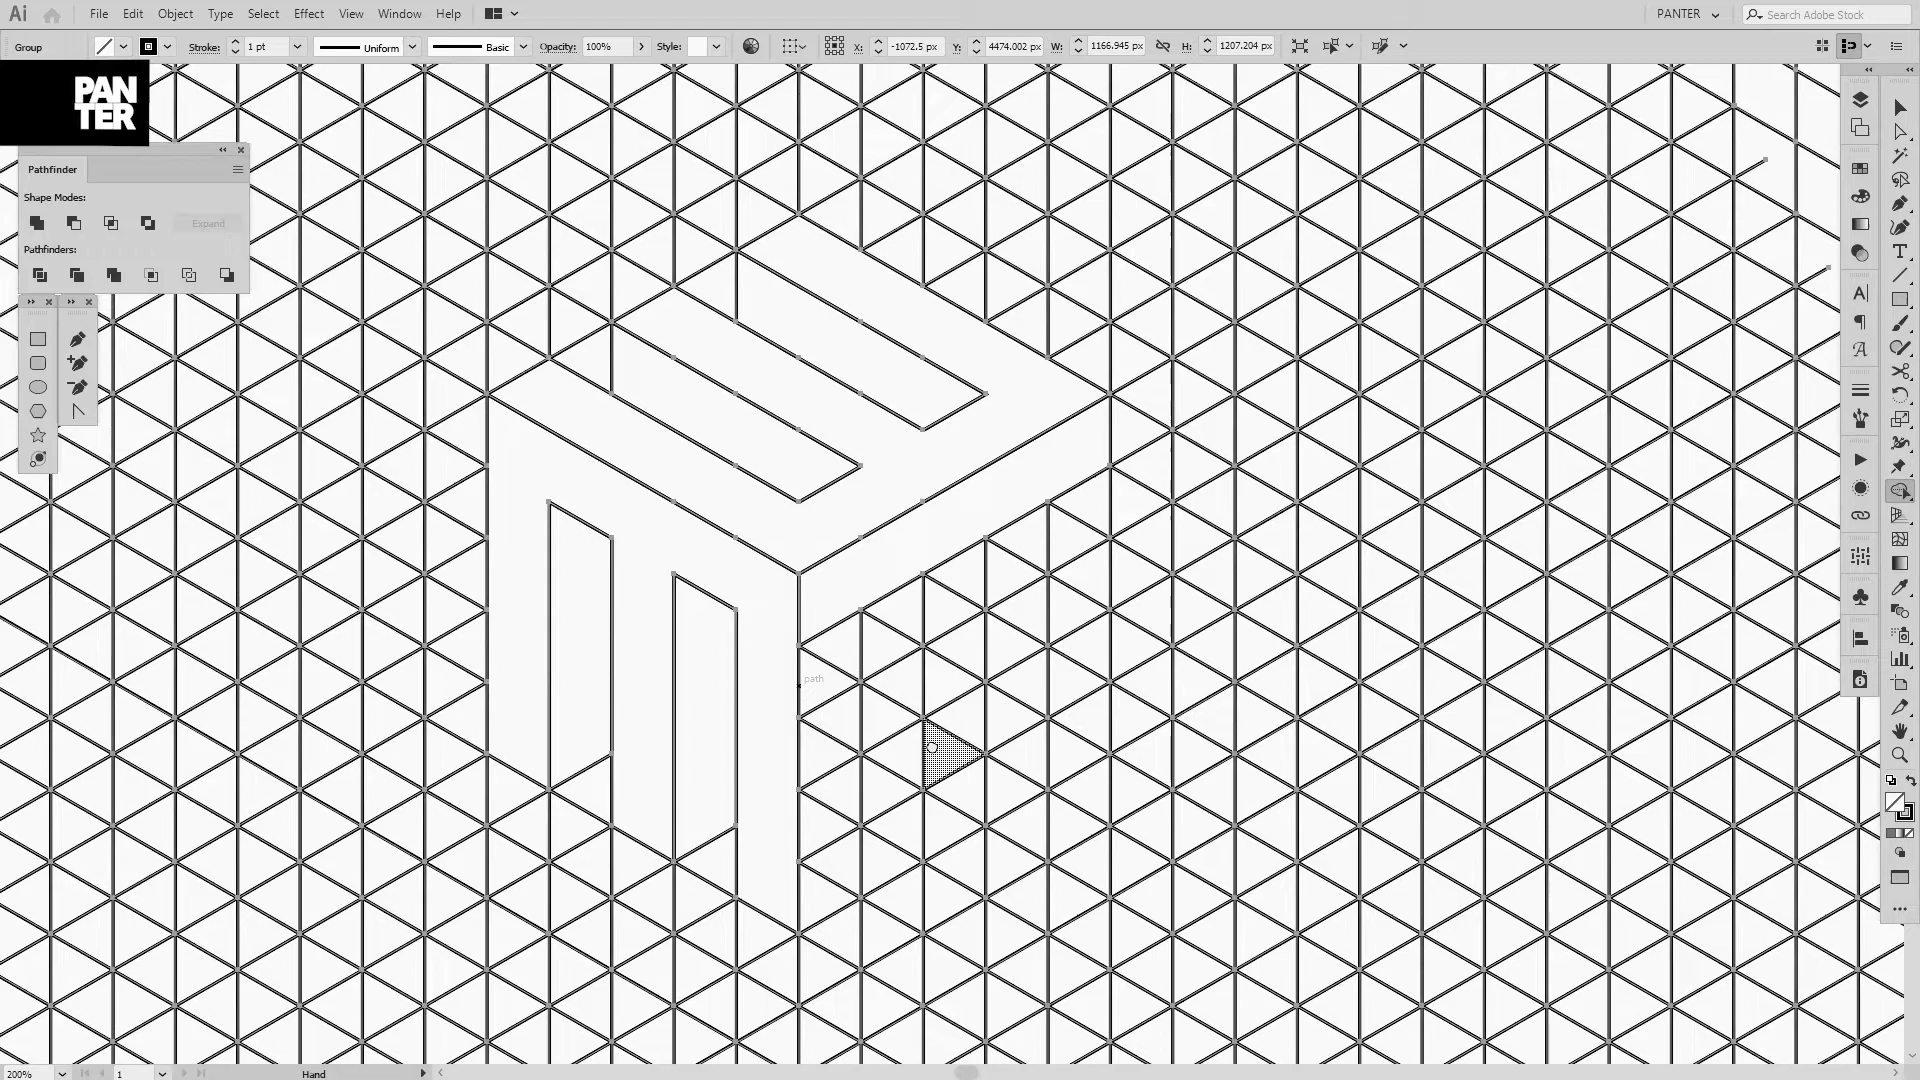 Ai File Edit Object Type Select Effect View Window Help PANTER Search Adobe Stock
Group Stroke: 1 pt Uniform Basic Opacity: 100% Style: X: -1072.5 px Y: 4474.002 px W: 1166.945 px H: 1207.204 px
PAN
TER
Pathfinder
Shape Modes:
Expand
Pathfinders:
path
200% 1 Hand